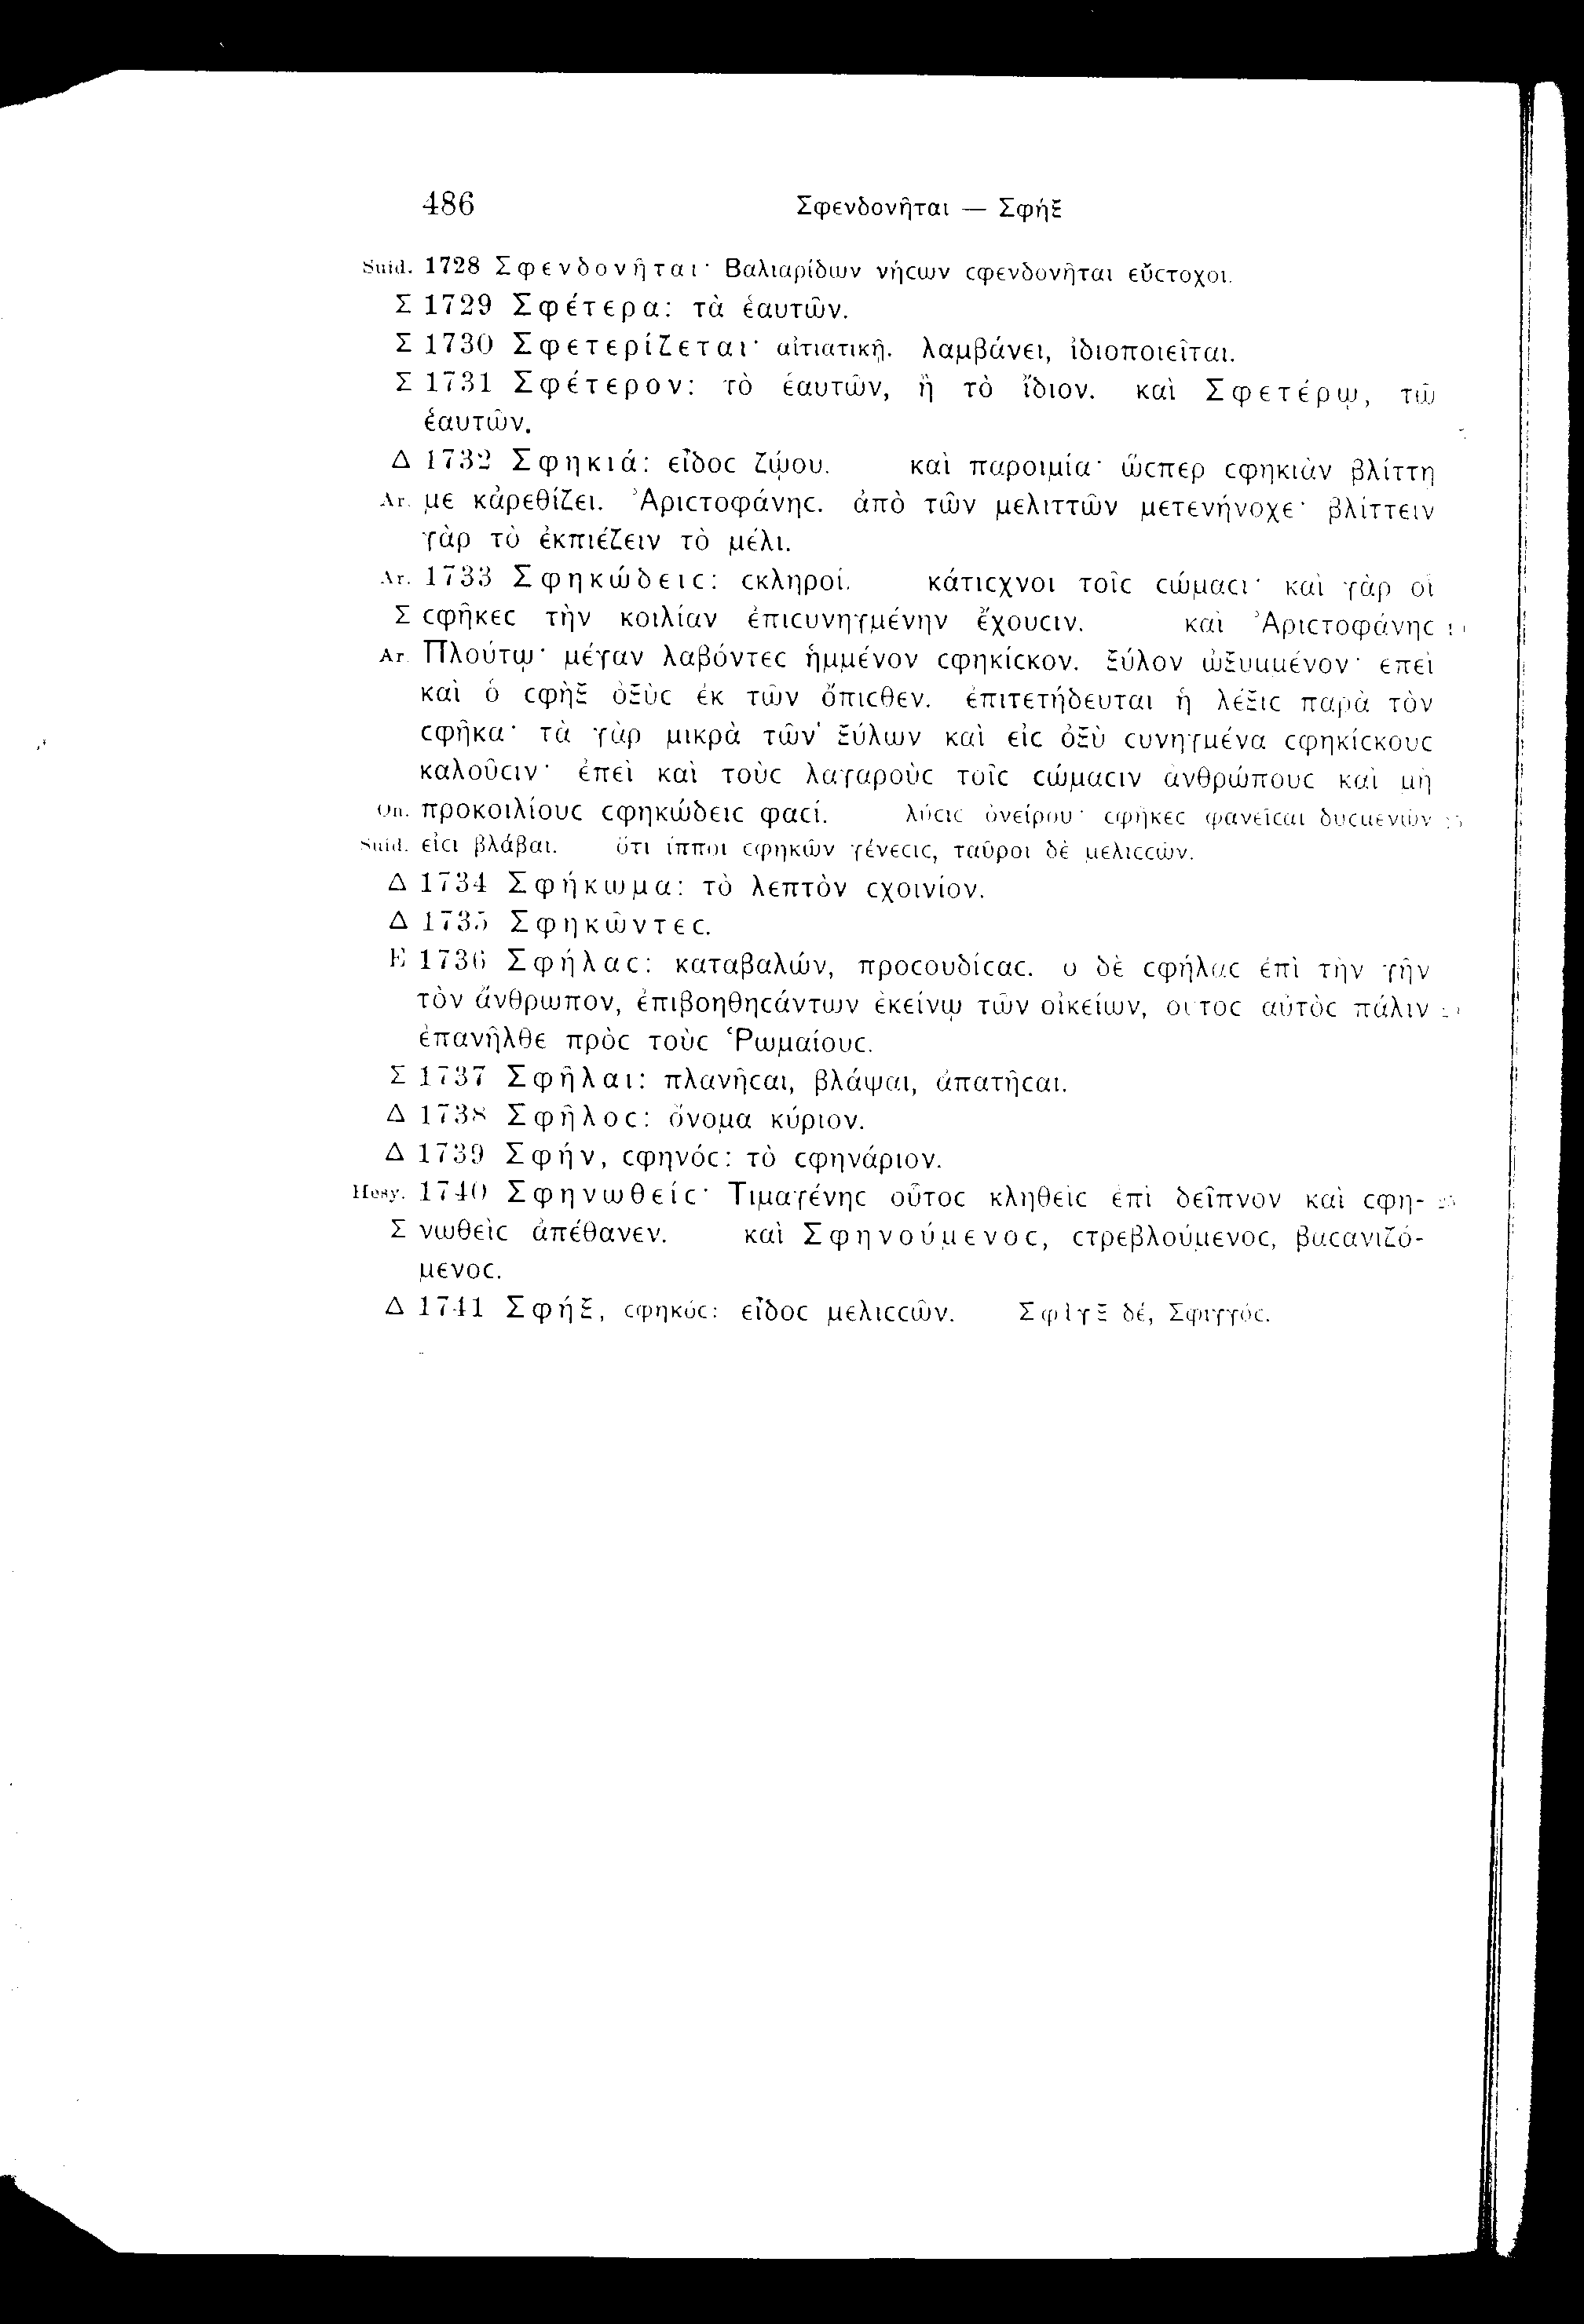 486 Σφενδονῆται — Σφήξ
Suid. 1728 Σφενδονῆται· Βαλιαρίδων νήϲων ϲφενδονῆται εὔϲτοχοι.
Σ 1729 Σφέτερα: τὰ ἑαυτῶν.
Σ 1730 Σφετερίζεται· αἰτιατικῇ. λαμβάνει, ἰδιοποιεῖται.
Σ 1731 Σφέτερον: τὸ ἑαυτῶν, ἢ τὸ ἴδιον. καὶ Σφετέρῳ, τῷ
ἑαυτῶν.
Δ 1732 Σφηκιά: εἶδοϲ ζῴου. καὶ παροιμία· ὥϲπερ ϲφηκιὰν βλίττη
Ar. με κἀρεθίζει. Ἀριϲτοφάνηϲ. ἀπὸ τῶν μελιττῶν μετενήνοχε· βλίττειν
γὰρ τὸ ἐκπιέζειν τὸ μέλι.
Ar. 1733 Σφηκώδειϲ: ϲκληροί. κάτιϲχνοι τοῖϲ ϲώμαϲι· καὶ γὰρ οἱ
Σ ϲφῆκεϲ τὴν κοιλίαν ἐπιϲυνηγμένην ἔχουϲιν. καὶ Ἀριϲτοφάνηϲ
Ar. Πλούτῳ· μέγαν λαβόντεϲ ἡμμένον ϲφηκίϲκον. ξύλον ὠξυμμένον· ἐπεὶ
καὶ ὁ ϲφὴξ ὀξὺϲ ἐκ τῶν ὄπιϲθεν. ἐπιτετήδευται ἡ λέξιϲ παρὰ τὸν
ϲφῆκα· τὰ γὰρ μικρὰ τῶν ξύλων καὶ εἰϲ ὀξὺ ϲυνηγμένα ϲφηκίϲκουϲ
καλοῦϲιν· ἐπεὶ καὶ τοὺϲ λαγαροὺϲ τοῖϲ ϲώμαϲιν ἀνθρώπουϲ καὶ μὴ
On. προκοιλίουϲ ϲφηκώδειϲ φαϲί. λύϲιϲ ὀνείρου· ϲφῆκεϲ φανεῖϲαι δυϲμενῶν
Suid. εἰϲι βλάβαι. ὅτι ἵπποι ϲφηκῶν γένεϲιϲ, ταῦροι δὲ μελιϲϲῶν.
Δ 1734 Σφήκωμα: τὸ λεπτὸν ϲχοινίον.
Δ 1735 Σφηκῶντεϲ.
E 1736 Σφήλαϲ: καταβαλών, προϲουδίϲαϲ. ὁ δὲ ϲφήλαϲ ἐπὶ τὴν γῆν
τὸν ἄνθρωπον, ἐπιβοηθηϲάντων ἐκείνῳ τῶν οἰκείων, οὗτοϲ αὐτὸϲ πάλιν
ἐπανῆλθε πρὸϲ τοὺϲ Ῥωμαίουϲ.
Σ 1737 Σφῆλαι: πλανῆϲαι, βλάψαι, ἀπατῆϲαι.
Δ 1738 Σφῆλοϲ: ὄνομα κύριον.
Δ 1739 Σφήν, ϲφηνόϲ: τὸ ϲφηνάριον.
Hesy. 1740 Σφηνωθείϲ· Τιμαγένηϲ οὗτοϲ κληθεὶϲ ἐπὶ δεῖπνον καὶ ϲφη-
Σ νωθεὶϲ ἀπέθανεν. καὶ Σφηνούμενοϲ, ϲτρεβλούμενοϲ, βαϲανιζό-
μενοϲ.
Δ 1741 Σφήξ, ϲφηκόϲ: εἶδοϲ μελιϲϲῶν. Σφὶγξ δέ, Σφιγγόϲ.